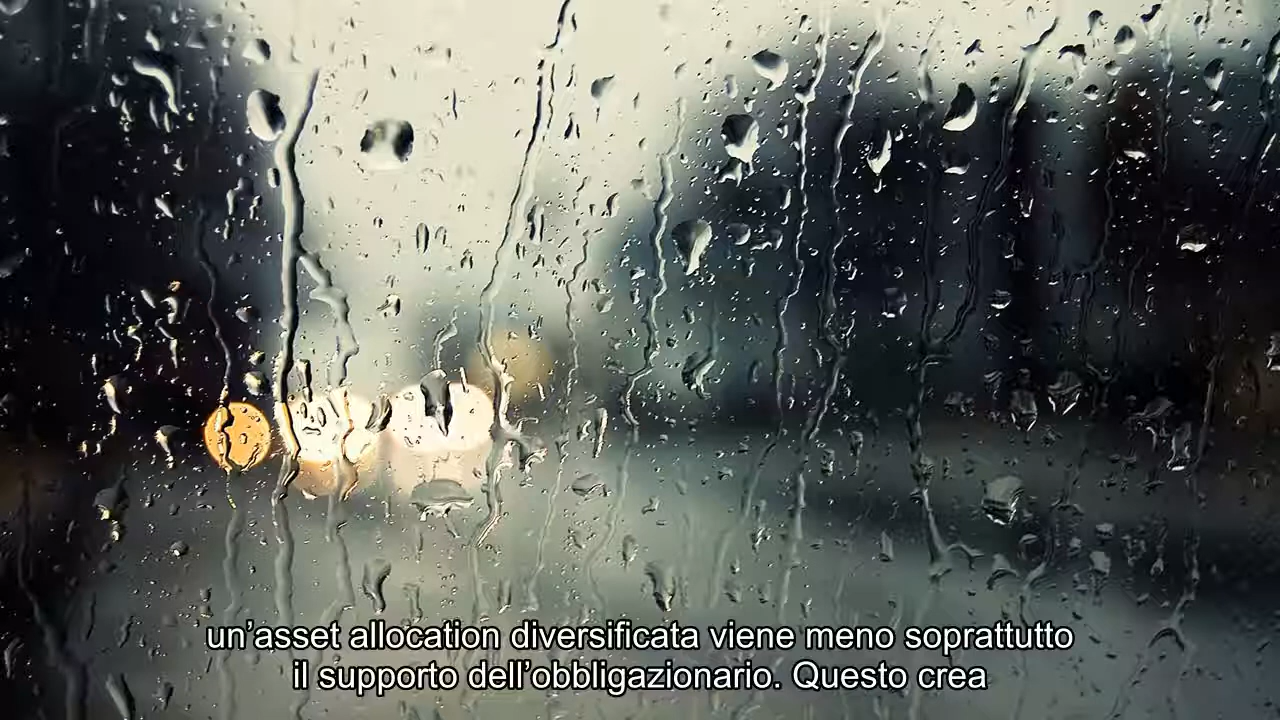 un’asset allocation diversificata viene meno soprattutto
il supporto dell’obbligazionario. Questo crea